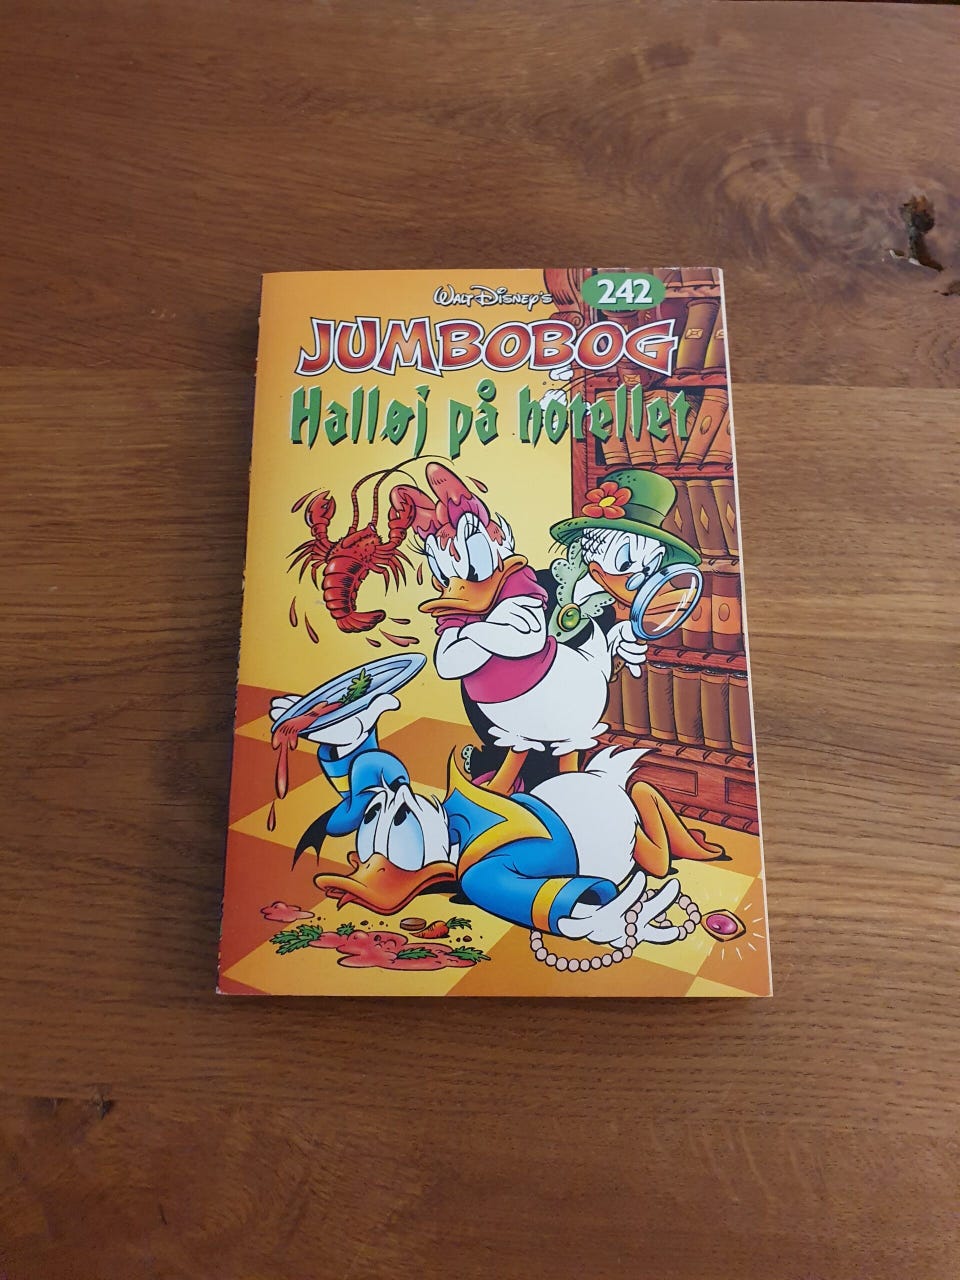 WALT DISNEY'S
242
JUMBOBOG
Halløj på hotellet